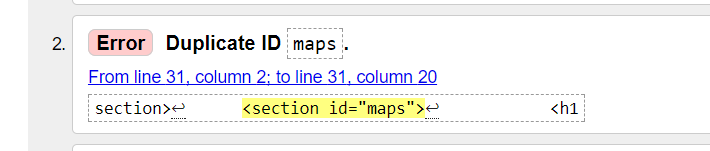 2. Error Duplicate ID maps.
From line 31, column 2; to line 31, column 20
section>↩ <section id="maps">↩ <h1